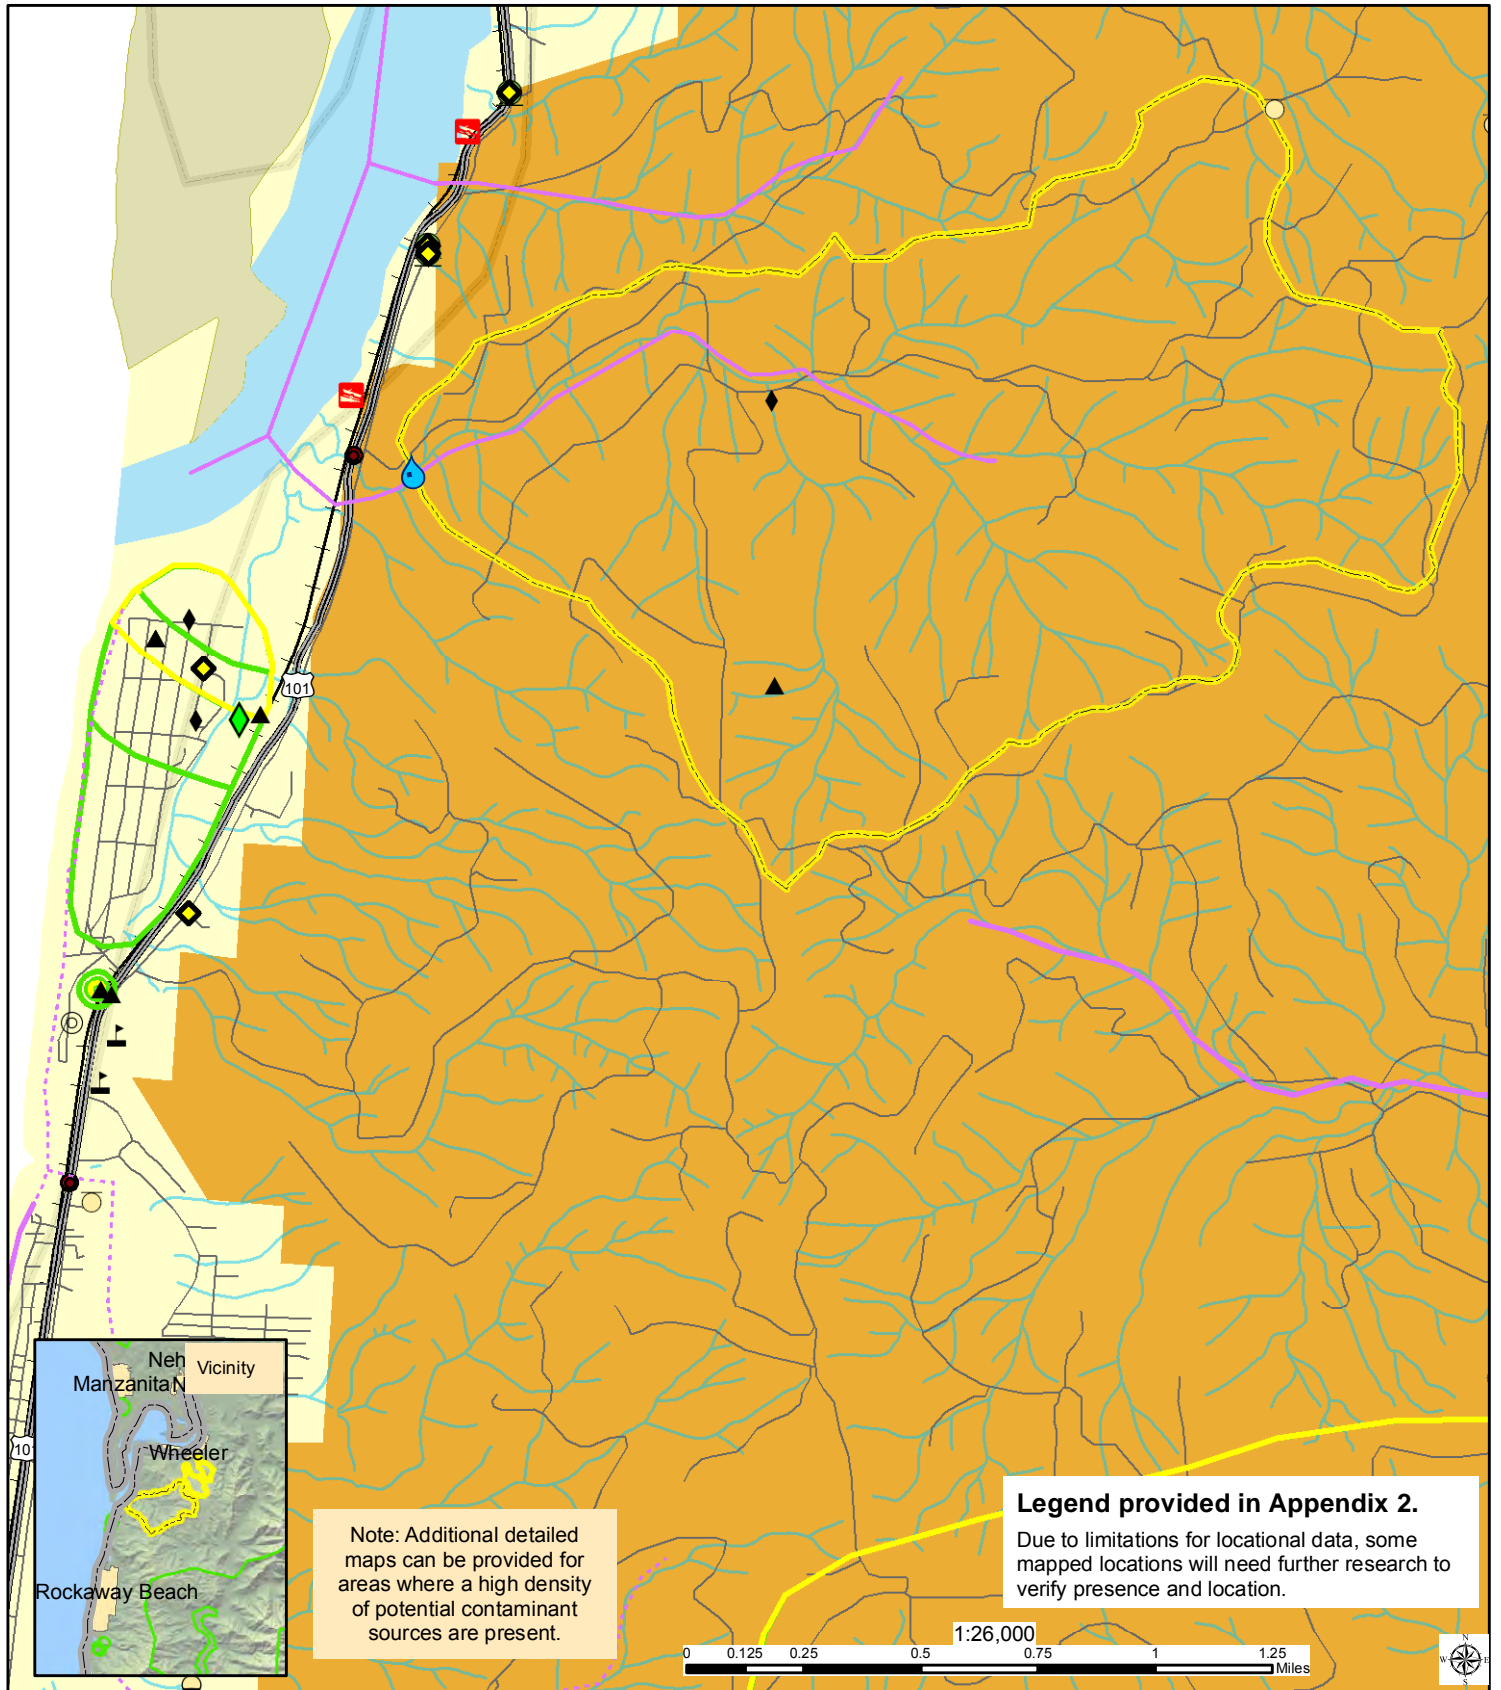 101
10
Neh
Vicinity
Manzanita N
Wheeler
Rockaway Beach
Note: Additional detailed
maps can be provided for
areas where a high density
of potential contaminant
sources are present.
Legend provided in Appendix 2.
Due to limitations for locational data, some
mapped locations will need further research to
verify presence and location.
1:26,000
0 0.125 0.25 0.5 0.75 1 1.25
Miles
N
W E
S